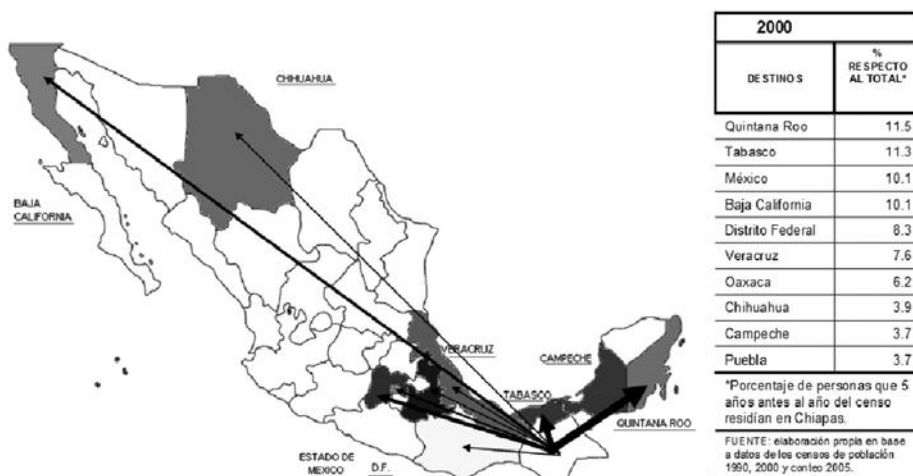 CHIHUAHUA
BAJA
CALIFORNIA
VERACRUZ
CAMPECHE
TABASCO
QUINTANA ROO
ESTADO DE
MEXICO
D.F.
2000
DESTINOS
%
RESPECTO
AL TOTAL*
Quintana Roo 11.5
Tabasco 11.3
México 10.1
Baja California 10.1
Distrito Federal 8.3
Veracruz 7.6
Oaxaca 6.2
Chihuahua 3.9
Campeche 3.7
Puebla 3.7
*Porcentaje de personas que 5
años antes al año del censo
residían en Chiapas.
FUENTE: elaboración propia en base
a datos de los censos de población
1990, 2000 y conteo 2005.